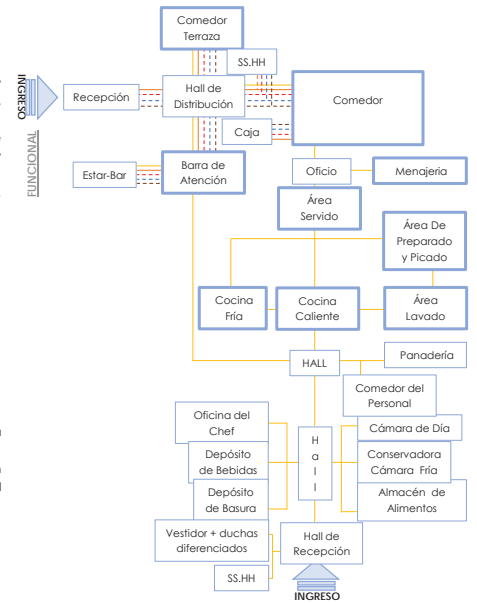 Comedor
Terraza
SS.HH
INGRESO
Recepción
Hall de
Distribución
Comedor
Caja
FUNCIONAL
Estar-Bar
Barra de
Atención
Oficio
Menajeria
Área
Servido
Área De
Preparado
y Picado
Cocina
Fría
Cocina
Caliente
Área
Lavado
HALL
Panadería
Comedor del
Personal
Oficina del
Chef
Cámara de Día
H
a
l
l
Depósito
de Bebidas
Conservadora
Cámara Fría
Depósito
de Basura
Almacén de
Alimentos
Vestidor + duchas
diferenciados
Hall de
Recepción
SS.HH
INGRESO